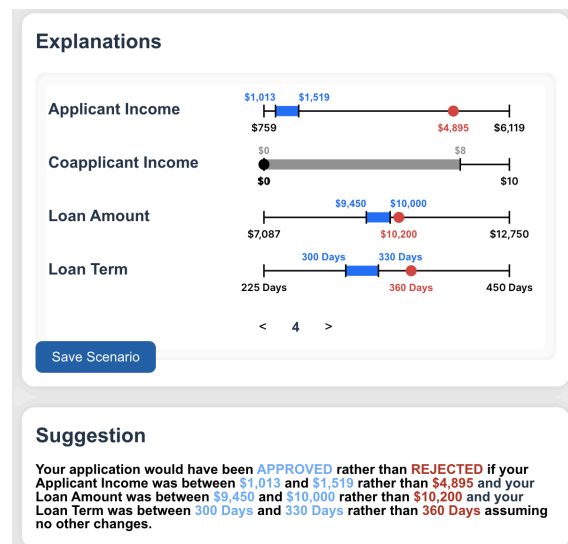 Explanations
$1,013 $1,519
Applicant Income
$759 $4,895 $6,119
$0 $8
Coapplicant Income
$0 $10
$9,450 $10,000
Loan Amount
$7,087 $10,200 $12,750
300 Days 330 Days
Loan Term
225 Days 360 Days 450 Days
< 4 >
Save Scenario
Suggestion
Your application would have been APPROVED rather than REJECTED if your
Applicant Income was between $1,013 and $1,519 rather than $4,895 and your
Loan Amount was between $9,450 and $10,000 rather than $10,200 and your
Loan Term was between 300 Days and 330 Days rather than 360 Days assuming
no other changes.